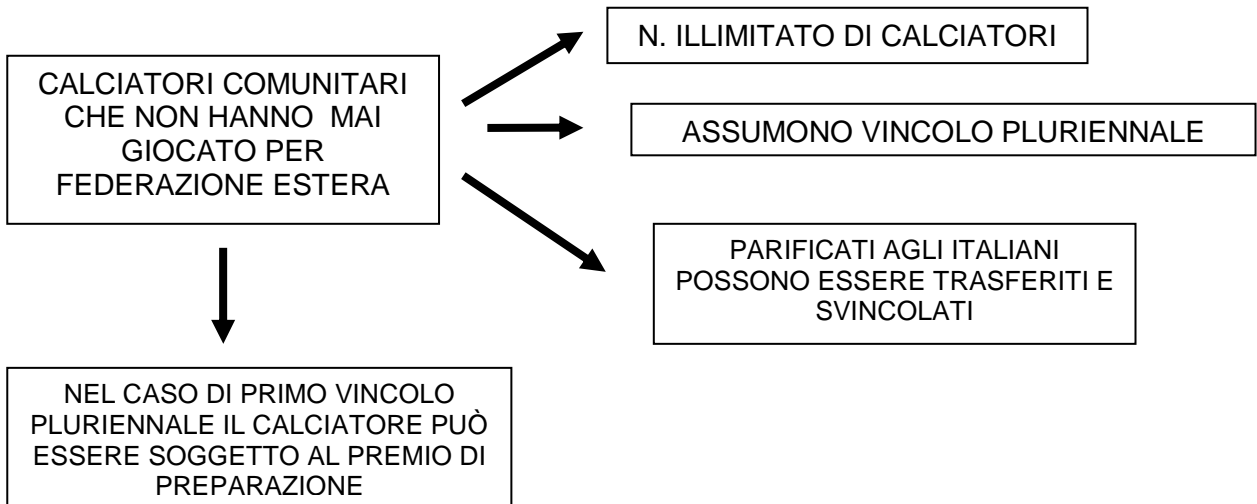 N. ILLIMITATO DI CALCIATORI
CALCIATORI COMUNITARI
CHE NON HANNO MAI
GIOCATO PER
FEDERAZIONE ESTERA
ASSUMONO VINCOLO PLURIENNALE
PARIFICATI AGLI ITALIANI
POSSONO ESSERE TRASFERITI E
SVINCOLATI
NEL CASO DI PRIMO VINCOLO
PLURIENNALE IL CALCIATORE PUÒ
ESSERE SOGGETTO AL PREMIO DI
PREPARAZIONE